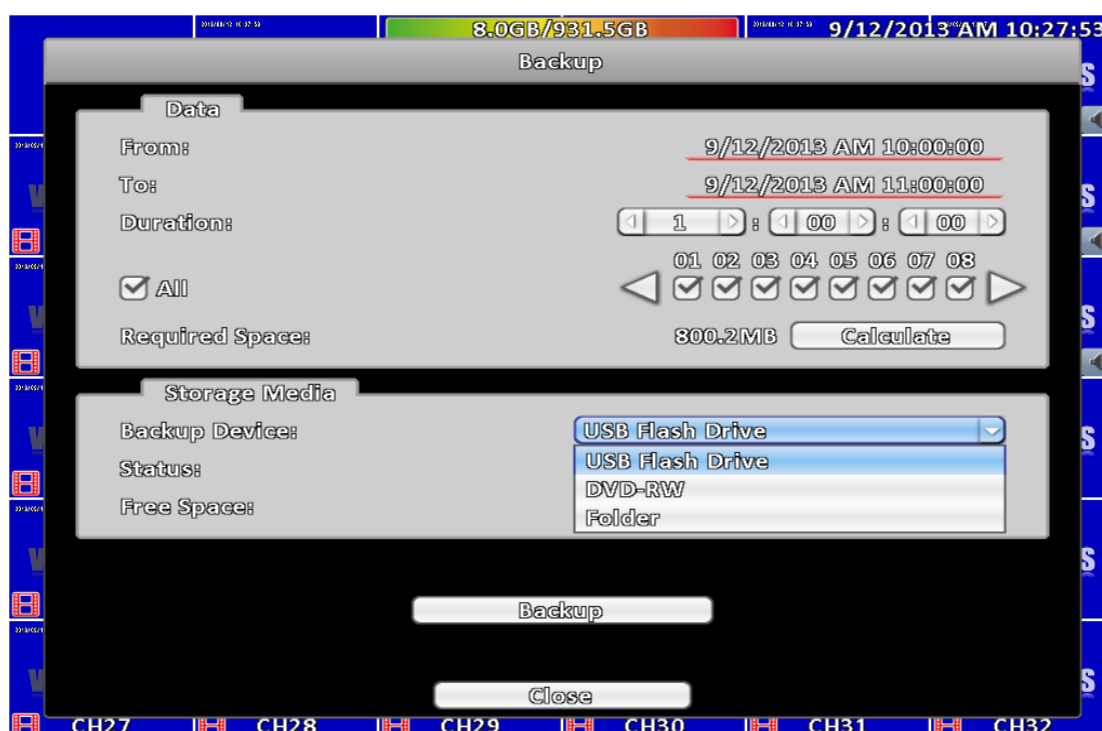 8.0GB/931.5GB
9/12/2013 AM 10:27:53
Backup
Data
From: 9/12/2013 AM 10:00:00
To: 9/12/2013 AM 11:00:00
Duration: 1 : 00 : 00
01 02 03 04 05 06 07 08
All
Required Space: 800.2MB Calculate
Storage Media
Backup Device: USB Flash Drive
Status: USB Flash Drive
DVD-RW
Free Space: Folder
Backup
Close
CH27 CH28 CH29 CH30 CH31 CH32